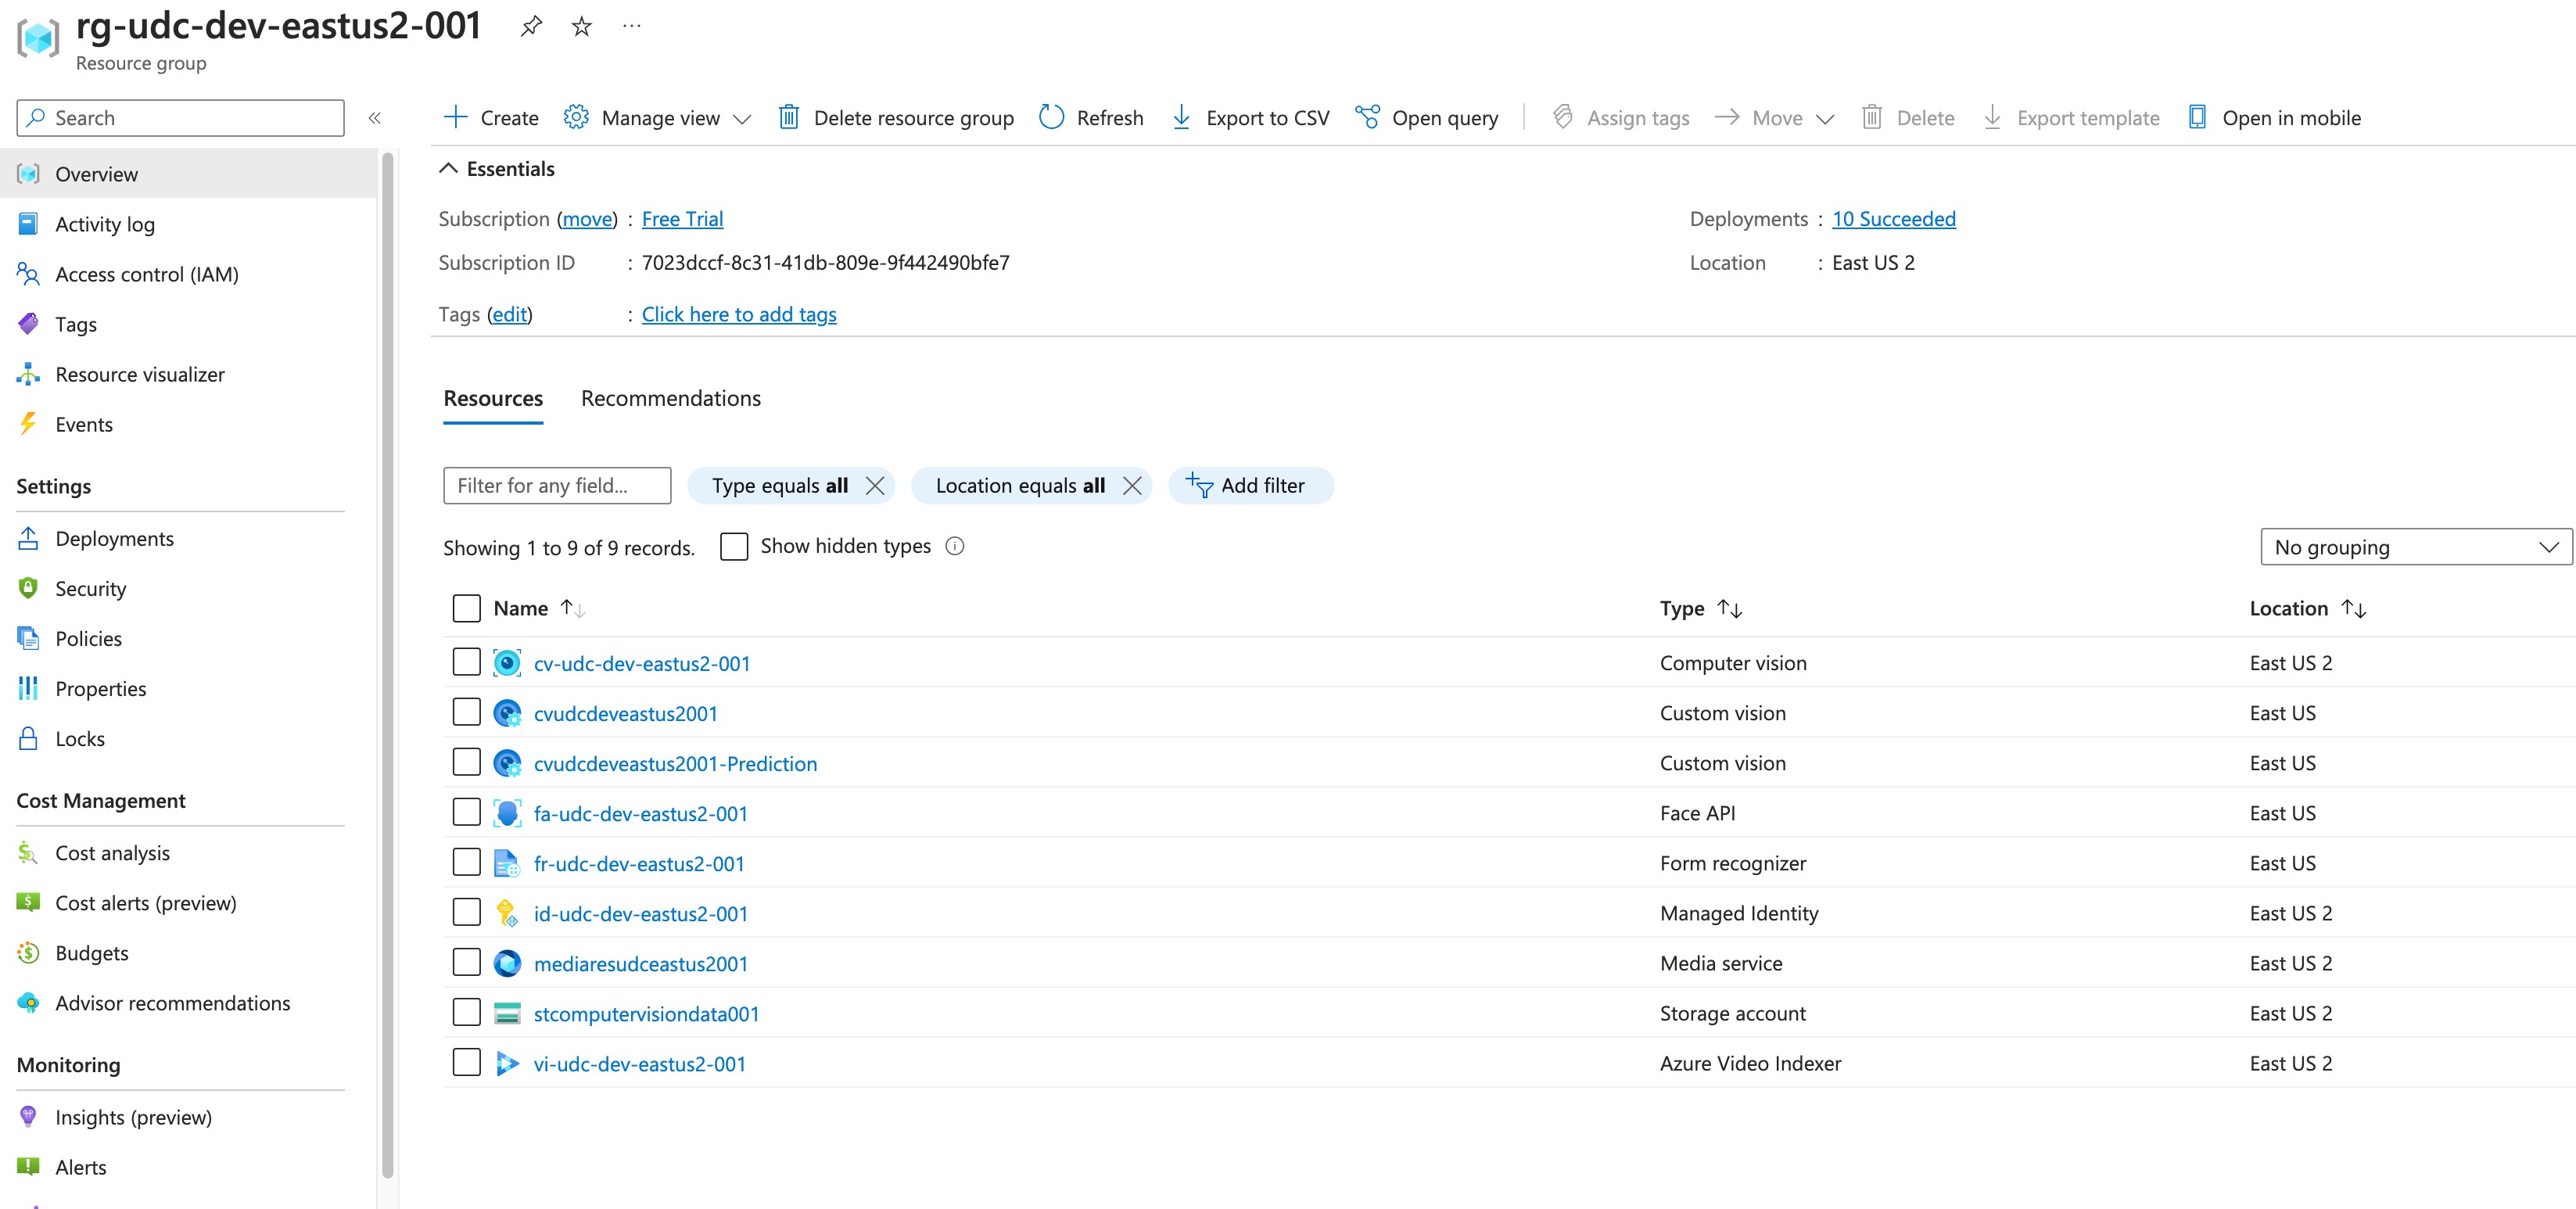 rg-udc-dev-eastus2-001
Resource group
Search
Overview
Activity log
Access control (IAM)
Tags
Resource visualizer
Events
Settings
Deployments
Security
Policies
Properties
Locks
Cost Management
Cost analysis
Cost alerts (preview)
Budgets
Advisor recommendations
Monitoring
Insights (preview)
Alerts
Create Manage view Delete resource group Refresh Export to CSV Open query Assign tags Move Delete Export template Open in mobile
Essentials
Subscription (move) : Free Trial Deployments : 10 Succeeded
Subscription ID : 7023dccf-8c31-41db-809e-9f442490bfe7 Location : East US 2
Tags (edit) : Click here to add tags
Resources Recommendations
Filter for any field... Type equals all Location equals all Add filter
Showing 1 to 9 of 9 records. Show hidden types No grouping
Name Type Location
cv-udc-dev-eastus2-001 Computer vision East US 2
cvudcdeveastus2001 Custom vision East US
cvudcdeveastus2001-Prediction Custom vision East US
fa-udc-dev-eastus2-001 Face API East US
fr-udc-dev-eastus2-001 Form recognizer East US
id-udc-dev-eastus2-001 Managed Identity East US 2
mediaresudceastus2001 Media service East US 2
stcomputervisiondata001 Storage account East US 2
vi-udc-dev-eastus2-001 Azure Video Indexer East US 2